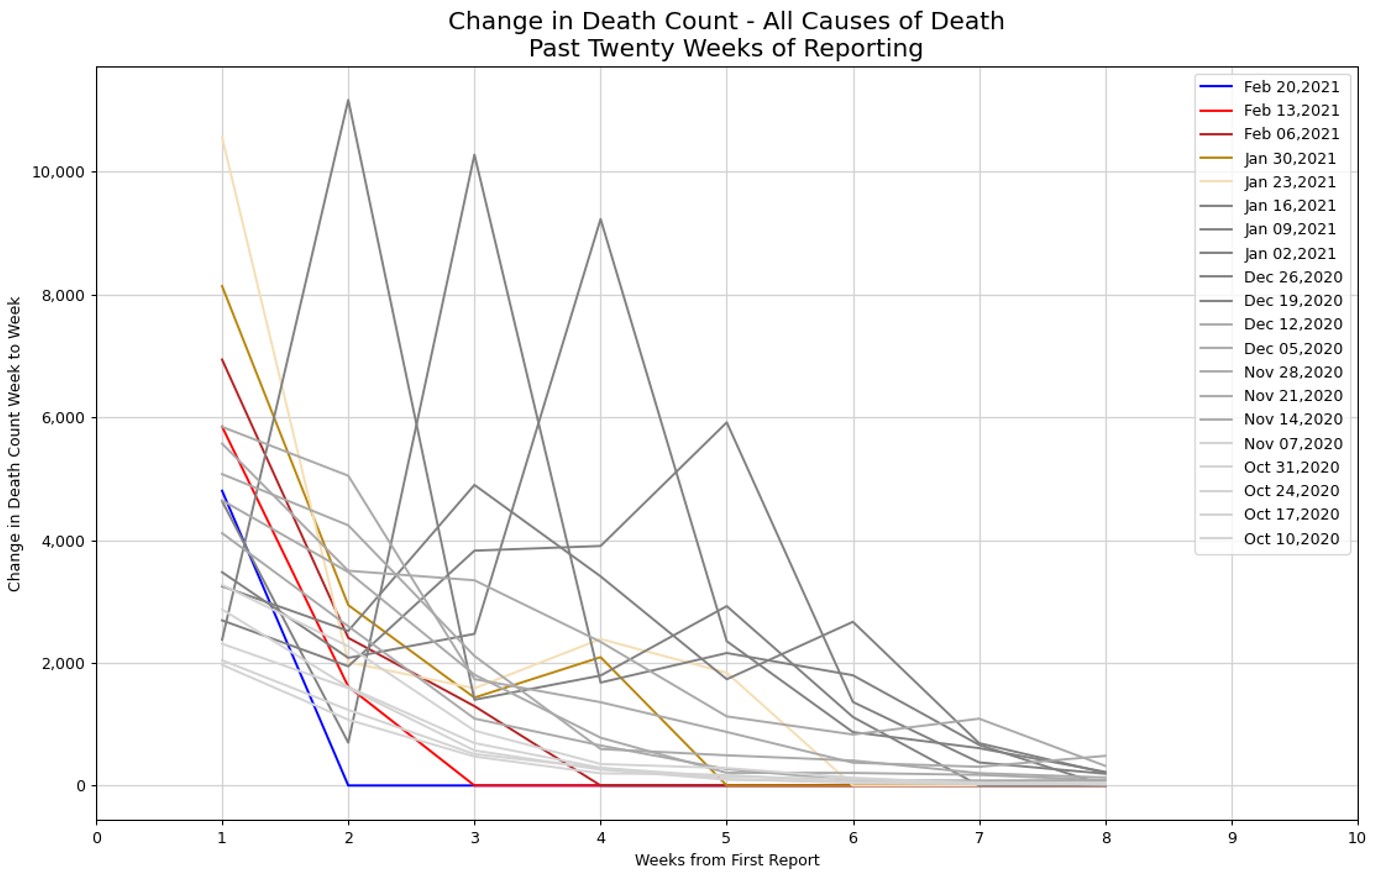 Change in Death Count - All Causes of Death
Past Twenty Weeks of Reporting
Change in Death Count Week to Week
10,000
8,000
6,000
4,000
2,000
0
0 1 2 3 4 5 6 7 8 9 10
Weeks from First Report
Feb 20,2021
Feb 13,2021
Feb 06,2021
Jan 30,2021
Jan 23,2021
Jan 16,2021
Jan 09,2021
Jan 02,2021
Dec 26,2020
Dec 19,2020
Dec 12,2020
Dec 05,2020
Nov 28,2020
Nov 21,2020
Nov 14,2020
Nov 07,2020
Oct 31,2020
Oct 24,2020
Oct 17,2020
Oct 10,2020